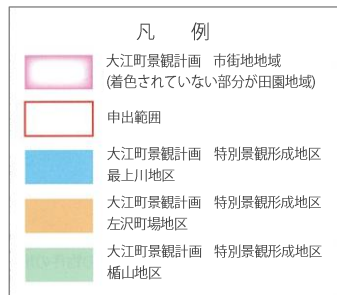 凡　例
大江町景観計画　市街地地域
(着色されていない部分が田園地域)
申出範囲
大江町景観計画　特別景観形成地区
最上川地区
大江町景観計画　特別景観形成地区
左沢町場地区
大江町景観計画　特別景観形成地区
楯山地区